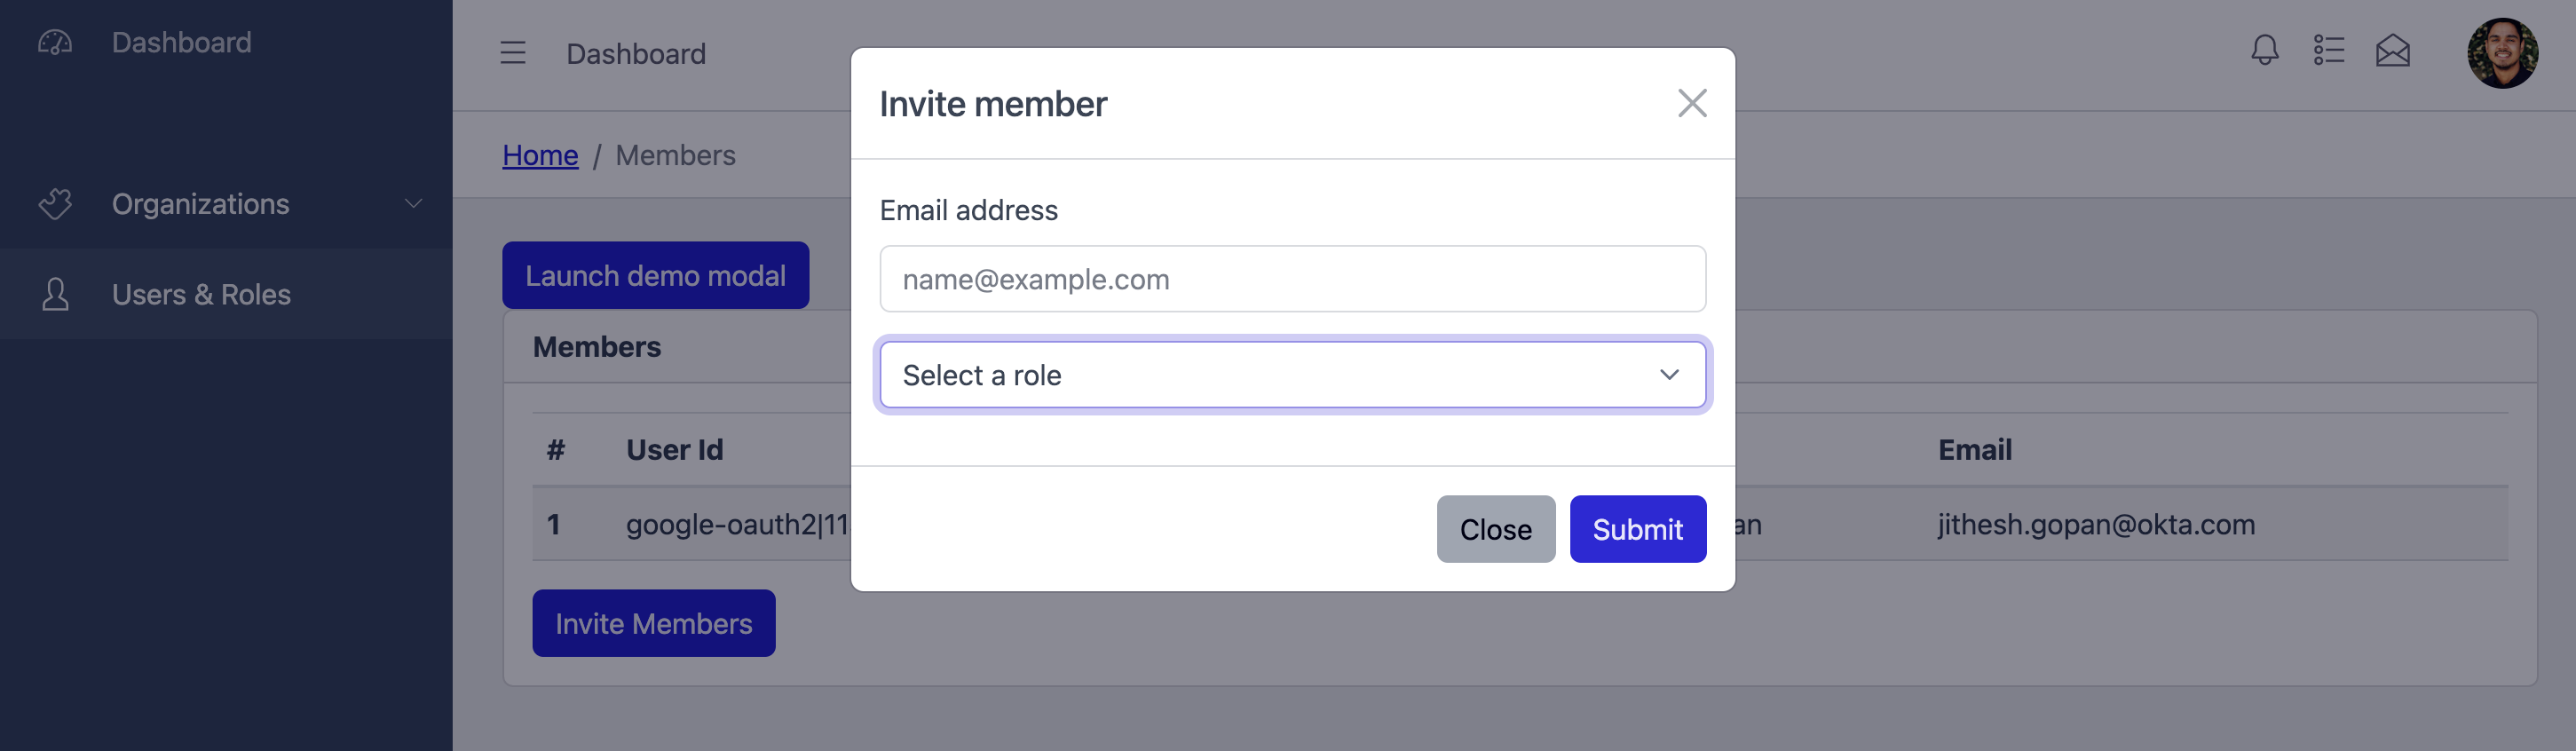 Dashboard
Organizations
Users & Roles
Dashboard
Home / Members
Launch demo modal
Members
# User Id Email
1 google-oauth2|11 an jithesh.gopan@okta.com
Invite Members
Invite member
Email address
name@example.com
Select a role
Close Submit